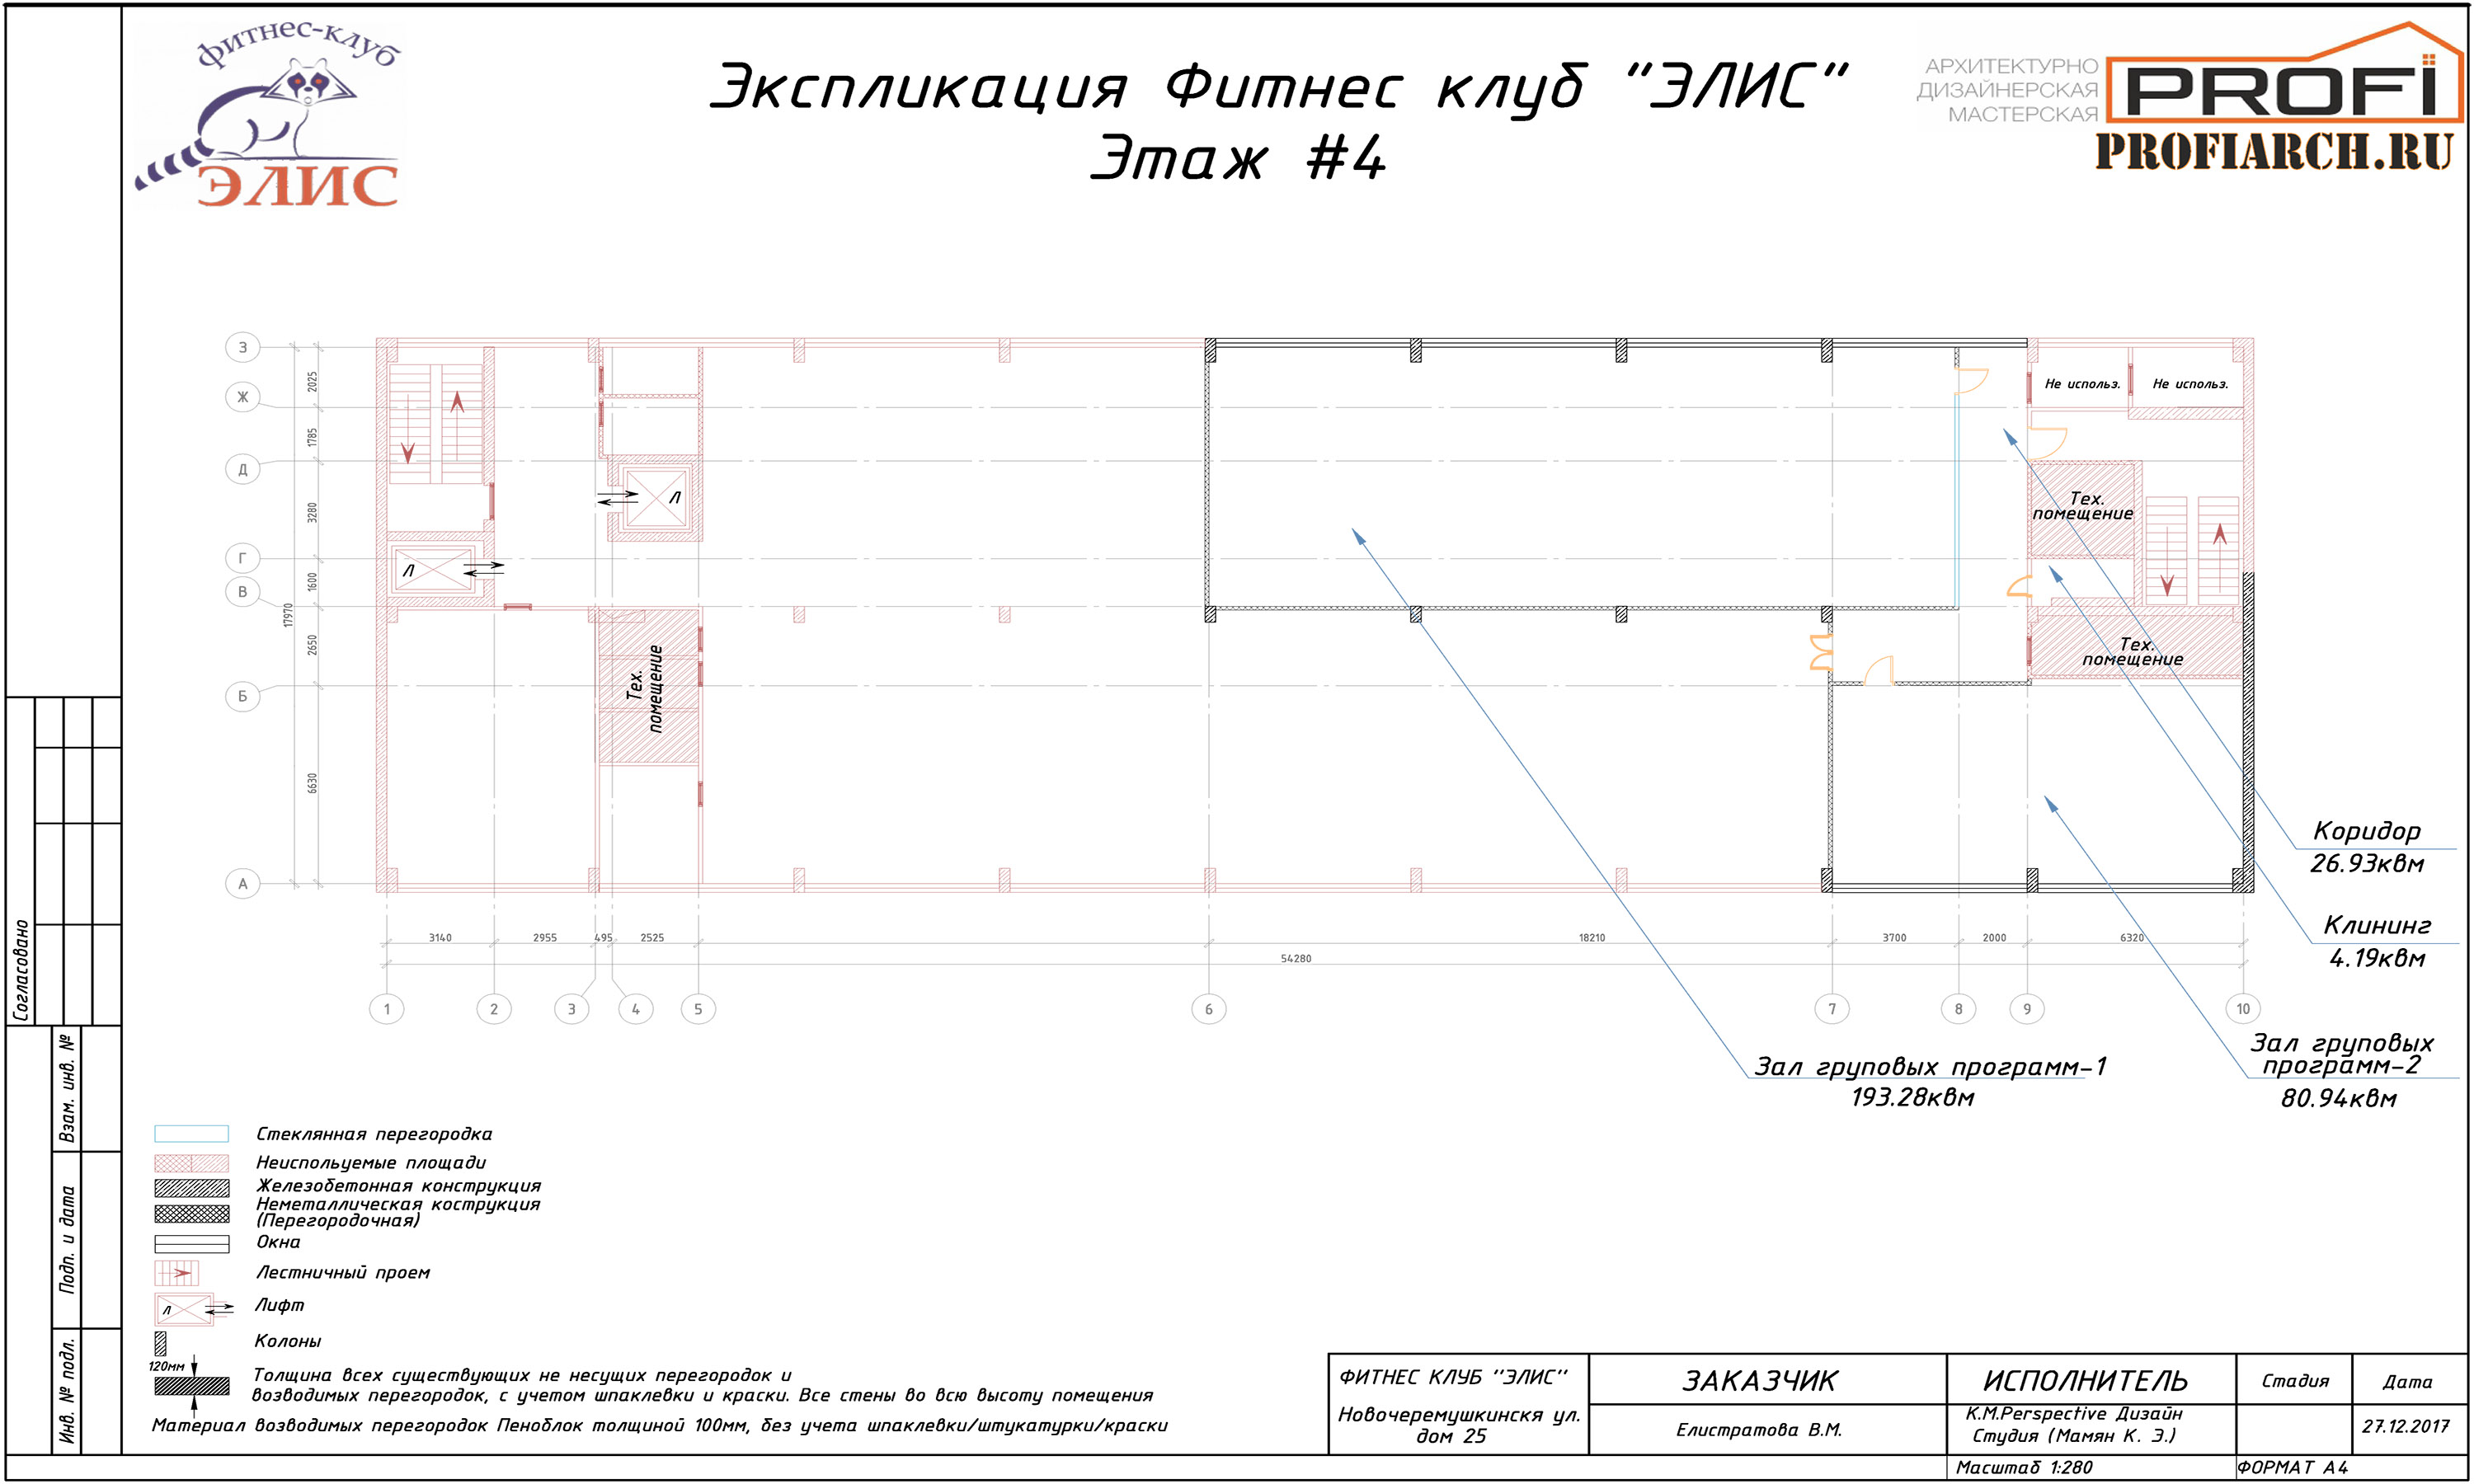 фитнес-клуб
ЭЛИС
Экспликация Фитнес клуб "ЭЛИС"
Этаж #4
АРХИТЕКТУРНО
ДИЗАЙНЕРСКАЯ
МАСТЕРСКАЯ
PROFI
PROFIARCH.RU
З
Ж
Д
Г
В
Б
А
2025
1785
3280
1600
2650
6630
17970
Не использ.
Не использ.
Л
Л
Тех.
помещение
Тех.
помещение
Тех.
помещение
Коридор
26.93квм
Клининг
4.19квм
Зал груповых
программ-2
80.94квм
Зал груповых программ-1
193.28квм
3140
2955
495
2525
18210
3700
2000
6320
54280
1
2
3
4
5
6
7
8
9
10
Стеклянная перегородка
Неиспользуемые площади
Железобетонная конструкция
Неметаллическая кострукция
(Перегородочная)
Окна
Лестничный проем
Л
Лифт
Колоны
120мм
Толщина всех существующих не несущих перегородок и
возводимых перегородок, с учетом шпаклевки и краски. Все стены во всю высоту помещения
Материал возводимых перегородок Пеноблок толщиной 100мм, без учета шпаклевки/штукатурки/краски
Согласовано
Взам. инв. №
Подп. и дата
Инв. № подл.
ФИТНЕС КЛУБ ''ЭЛИС''
Новочеремушкинскя ул.
дом 25
ЗАКАЗЧИК
Елистратова В.М.
ИСПОЛНИТЕЛЬ
K.M.Perspective Дизайн
Студия (Мамян К. Э.)
Стадия
Дата
27.12.2017
Масштаб 1:280
ФОРМАТ А4